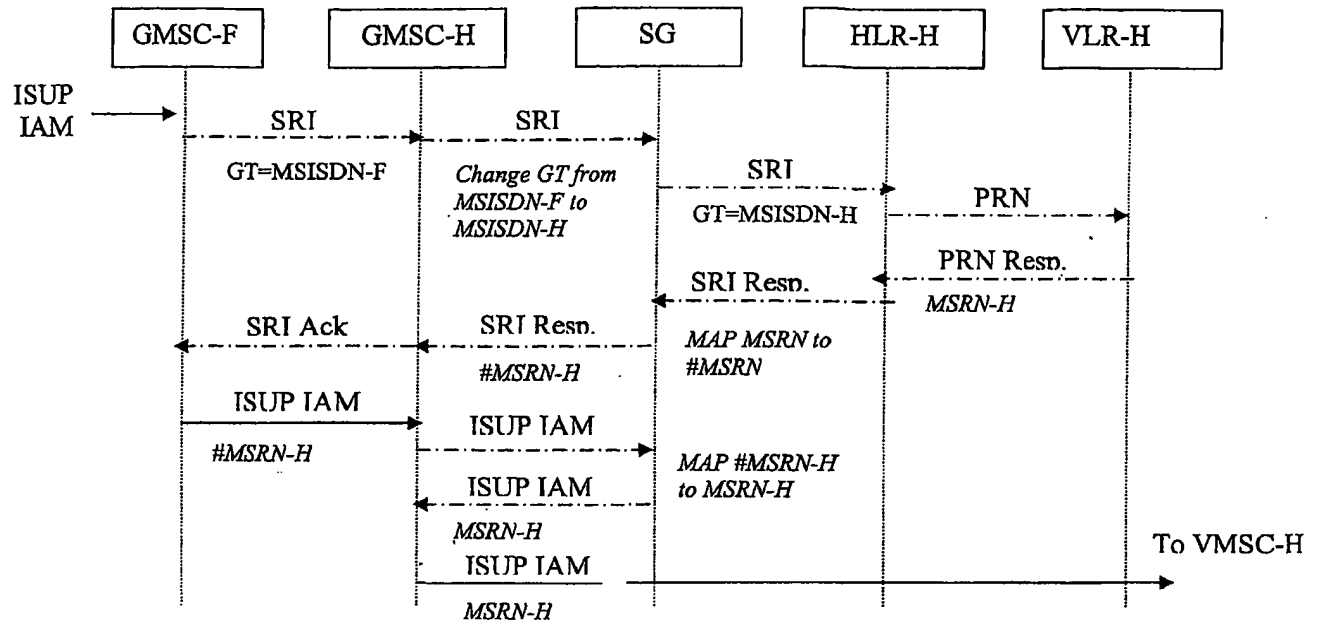 GMSC-F
GMSC-H
SG
HLR-H
VLR-H
ISUP
IAM
SRI
SRI
GT=MSISDN-F
Change GT from
MSISDN-F to
MSISDN-H
SRI
GT=MSISDN-H
PRN
PRN Resp.
MSRN-H
SRI Resp.
MAP MSRN to
#MSRN
SRI Resp.
#MSRN-H
SRI Ack
ISUP IAM
#MSRN-H
ISUP IAM
MAP #MSRN-H
to MSRN-H
ISUP IAM
MSRN-H
To VMSC-H
ISUP IAM
MSRN-H